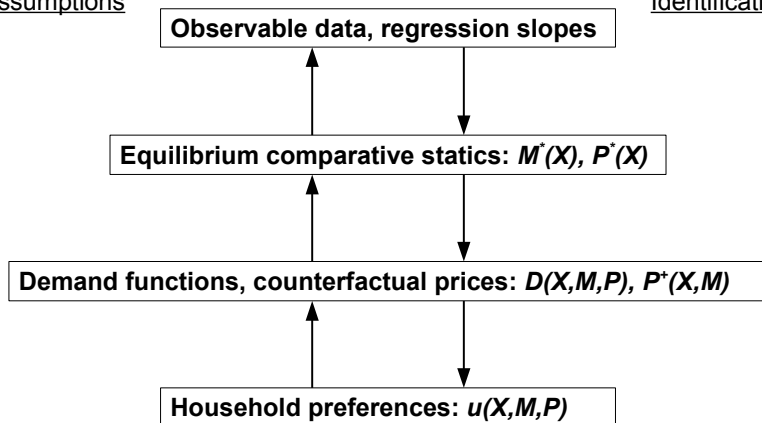 Observable data, regression slopes
Equilibrium comparative statics: M*(X), P*(X)
Demand functions, counterfactual prices: D(X,M,P), P+(X,M)
Household preferences: u(X,M,P)